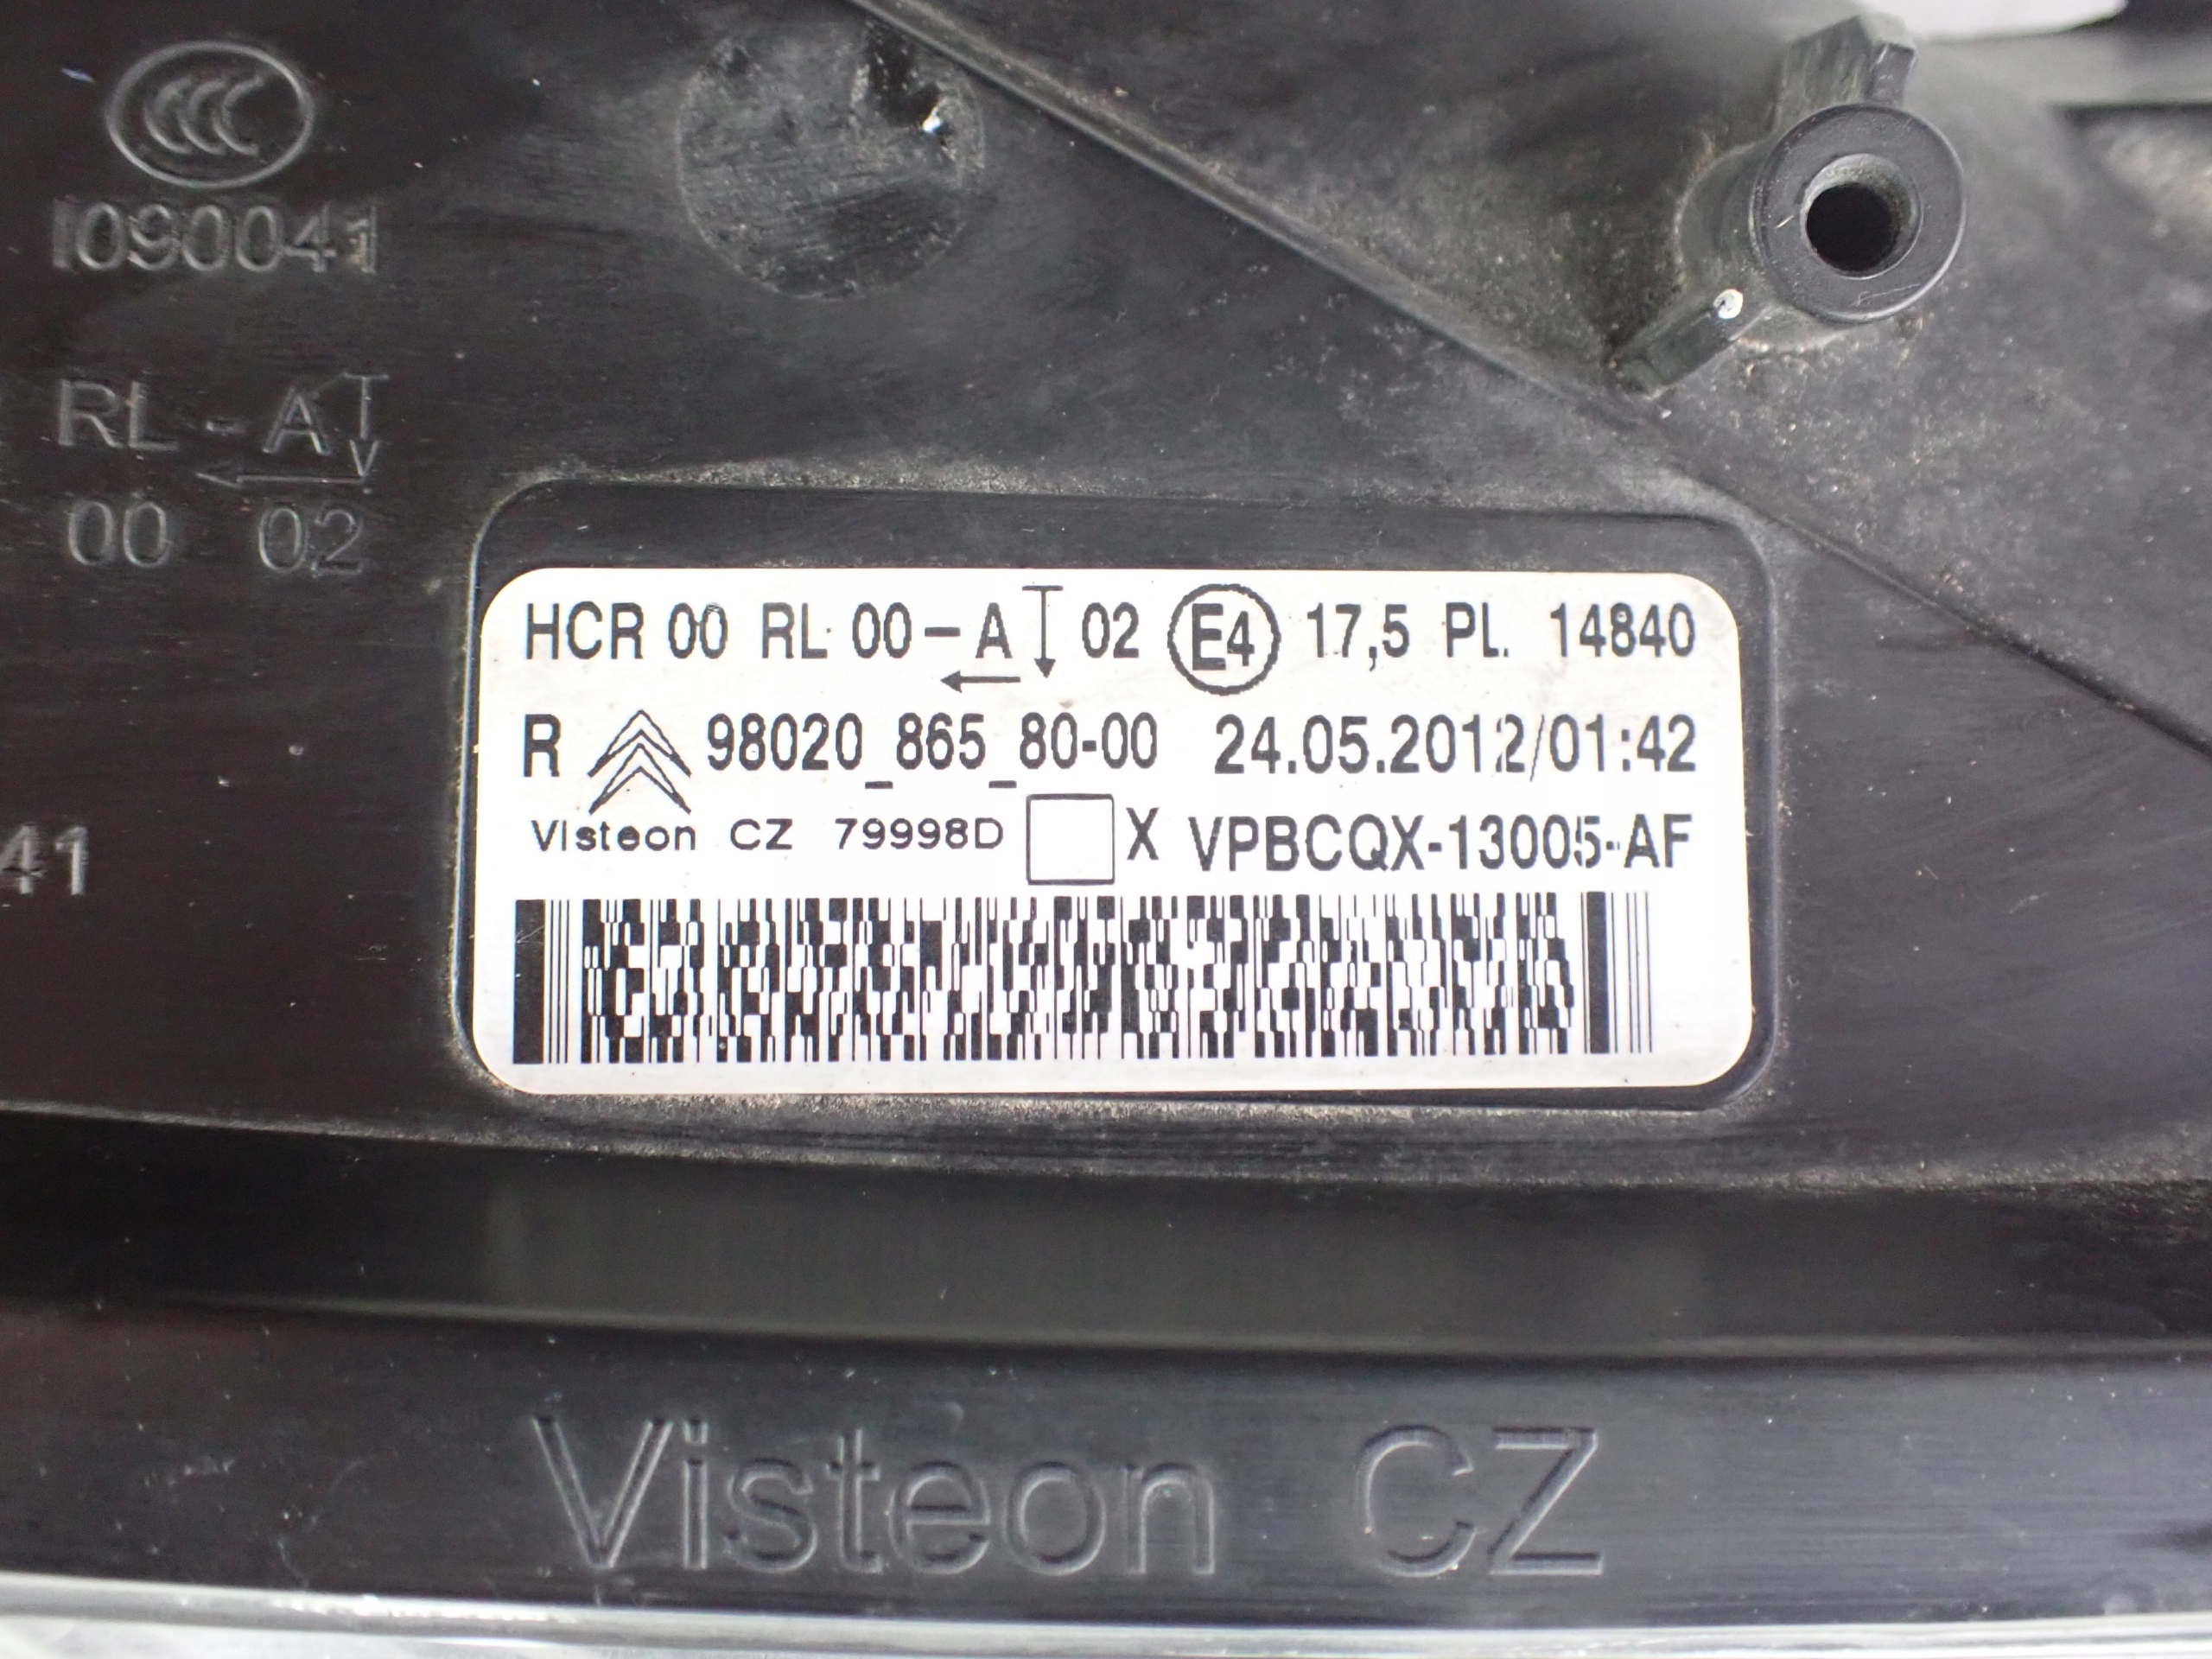 CCC
I090041
RL - A
00 02
HCR 00 RL 00-A 02 E4 17,5 PL. 14840
R 98020_865_80-00 24.05.2012/01:42
Visteon CZ 79998D X VPBCQX-13005-AF
41
Visteon CZ